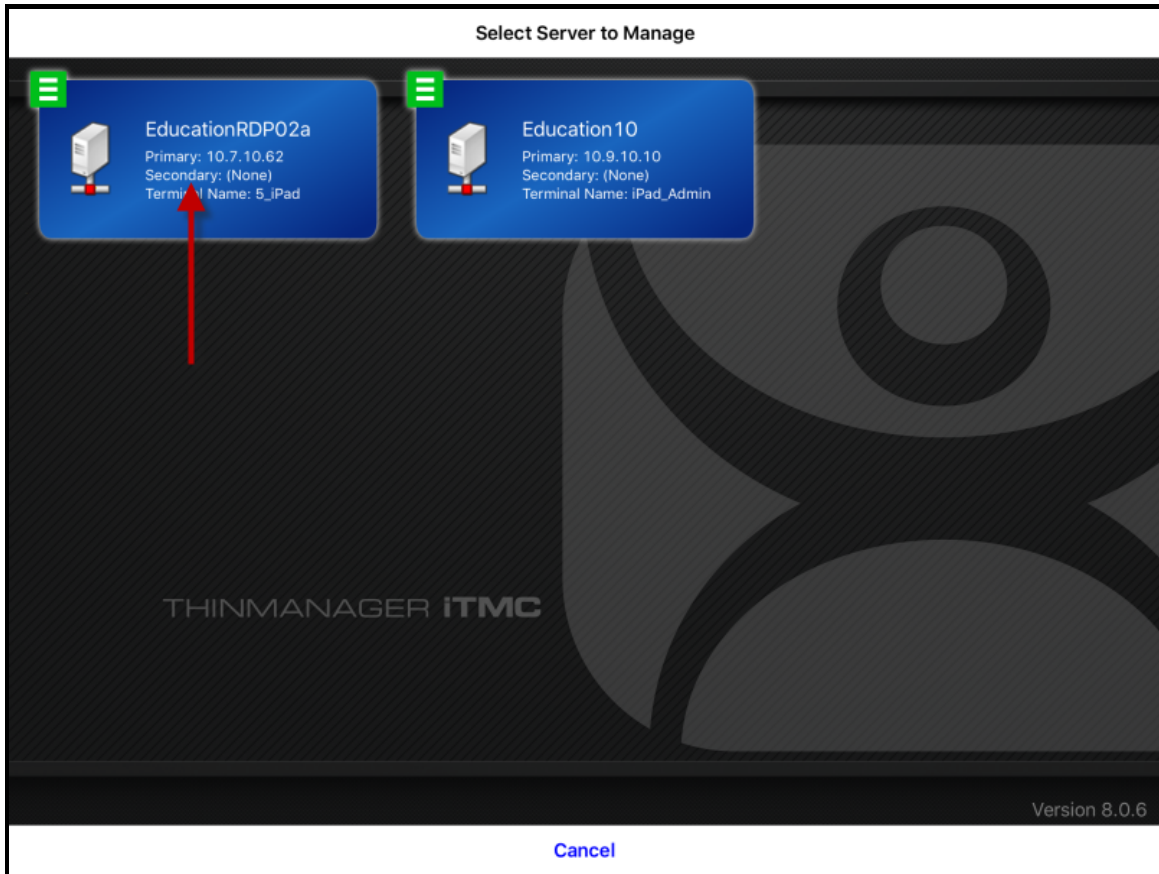 Select Server to Manage
EducationRDP02a
Primary: 10.7.10.62
Secondary: (None)
Terminal Name: 5_iPad
Education10
Primary: 10.9.10.10
Secondary: (None)
Terminal Name: iPad_Admin
THINMANAGER iTMC
Version 8.0.6
Cancel